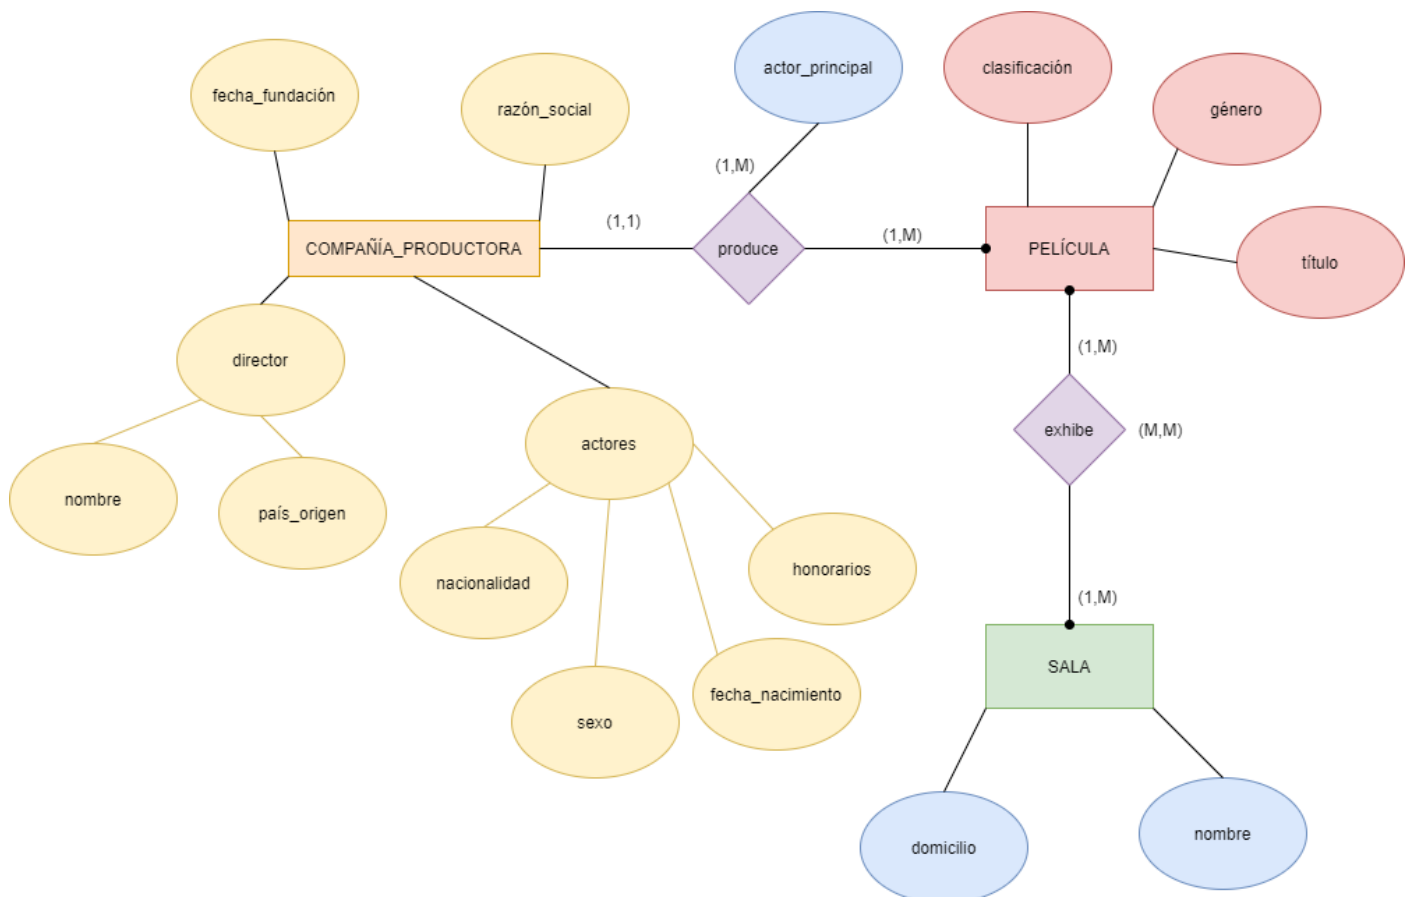 actor_principal
clasificación
fecha_fundación
razón_social
género
(1,M)
(1,1)
(1,M)
COMPAÑÍA_PRODUCTORA
produce
PELÍCULA
título
director
(1,M)
actores
exhibe
(M,M)
nombre
país_origen
nacionalidad
honorarios
(1,M)
SALA
fecha_nacimiento
sexo
domicilio
nombre